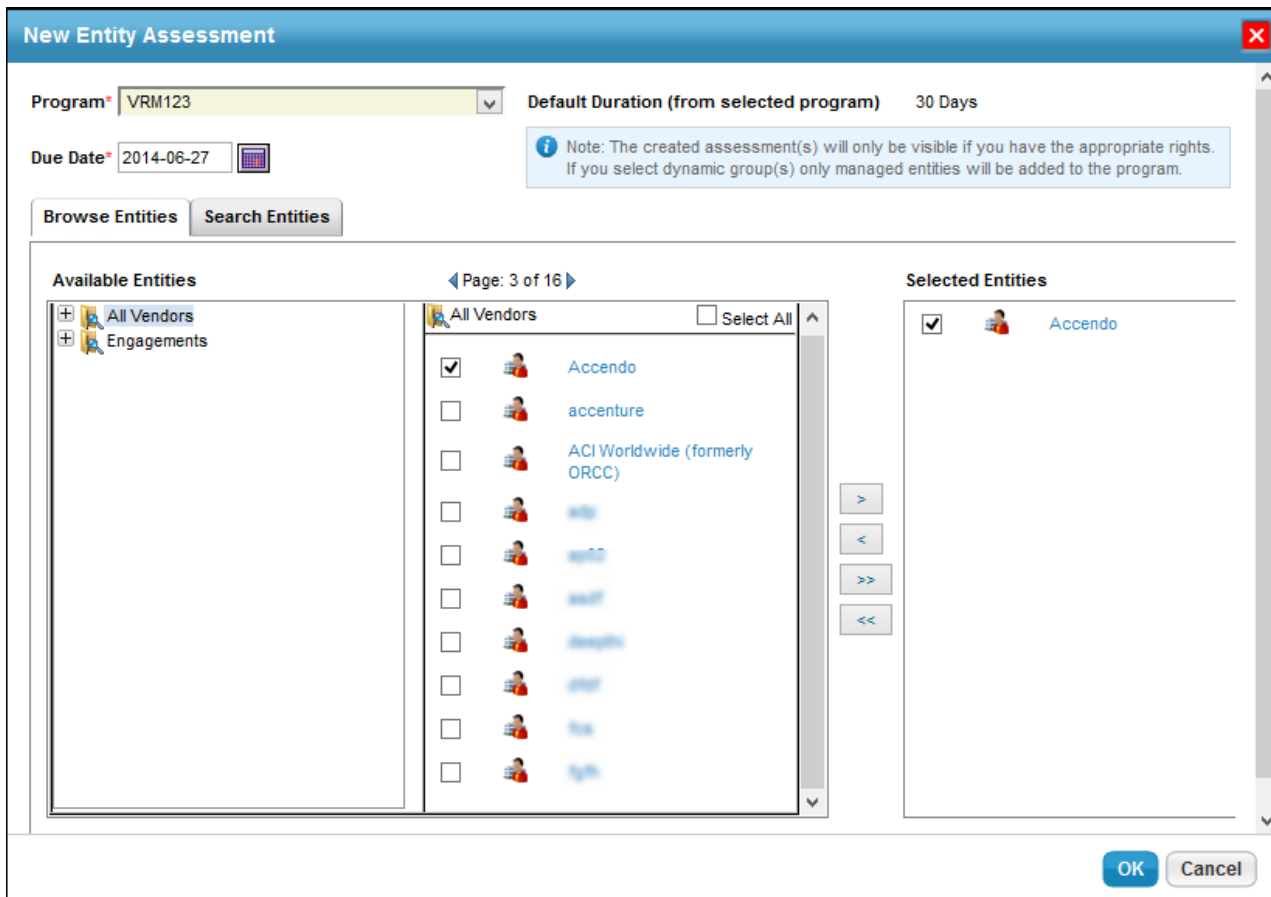 New Entity Assessment
Program* VRM123
Default Duration (from selected program) 30 Days
Due Date* 2014-06-27
Note: The created assessment(s) will only be visible if you have the appropriate rights.
If you select dynamic group(s) only managed entities will be added to the program.
Browse Entities
Search Entities
Available Entities
Page: 3 of 16
Selected Entities
All Vendors
Engagements
All Vendors
Select All
Accendo
accenture
ACI Worldwide (formerly
ORCC)
>
<
>>
<<
Accendo
OK
Cancel